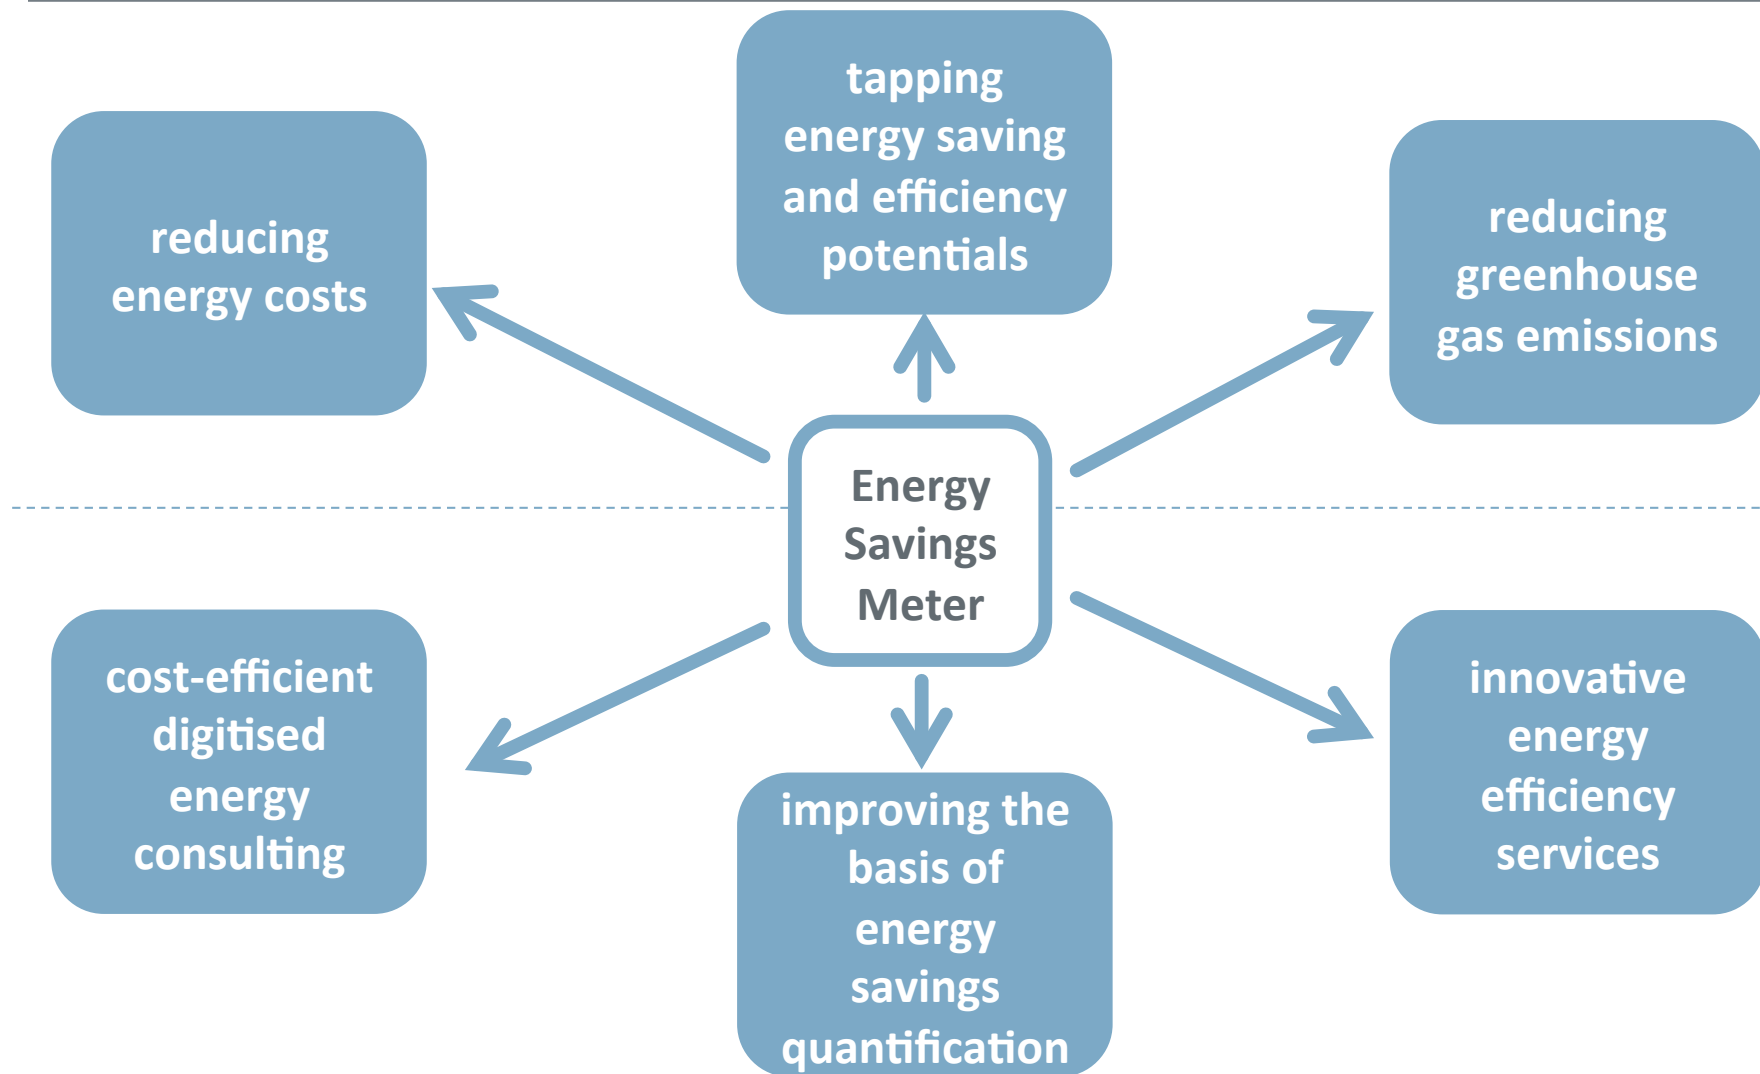 tapping
energy saving
and efficiency
potentials
reducing
energy costs
reducing
greenhouse
gas emissions
Energy
Savings
Meter
cost-efficient
digitised
energy
consulting
improving the
basis of
energy
savings
quantification
innovative
energy
efficiency
services